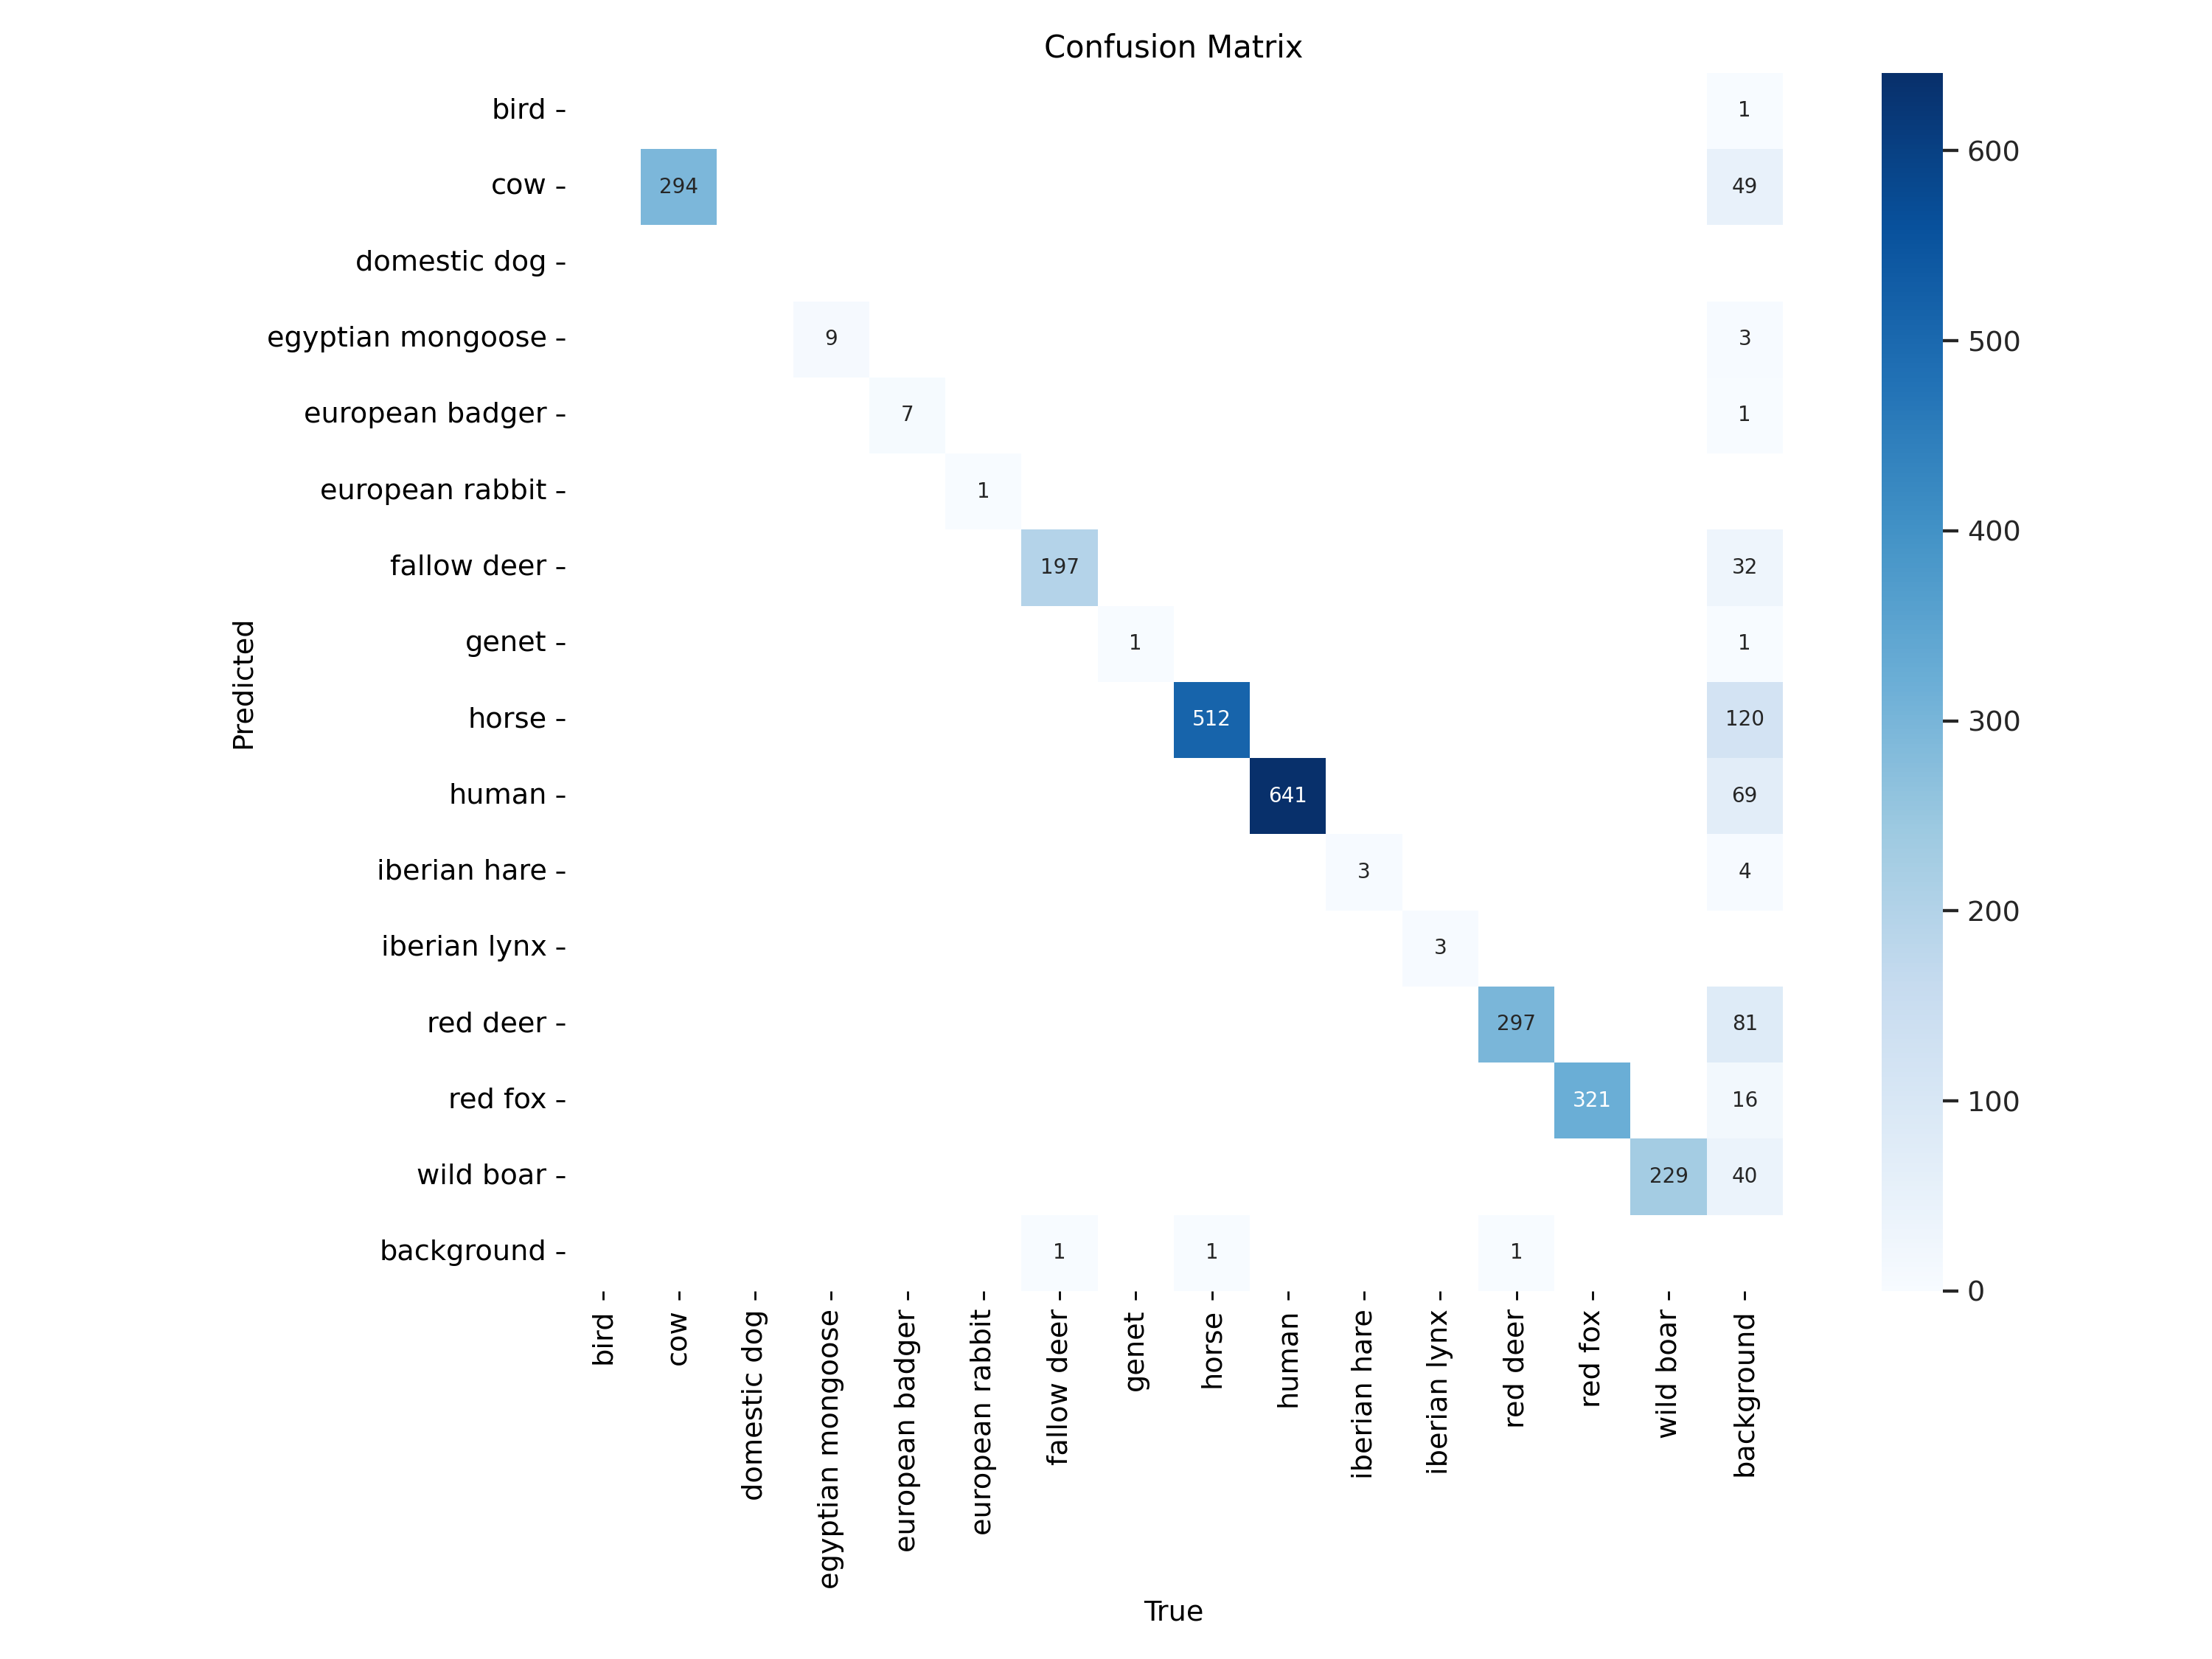 Confusion Matrix
bird 1
cow 294 49
domestic dog
egyptian mongoose 9 3
european badger 7 1
european rabbit 1
fallow deer 197 32
genet 1 1
horse 512 120
human 641 69
iberian hare 3 4
iberian lynx 3
red deer 297 81
red fox 321 16
wild boar 229 40
background 1 1 1
Predicted
bird
cow
domestic dog
egyptian mongoose
european badger
european rabbit
fallow deer
genet
horse
human
iberian hare
iberian lynx
red deer
red fox
wild boar
background
True
600
500
400
300
200
100
0